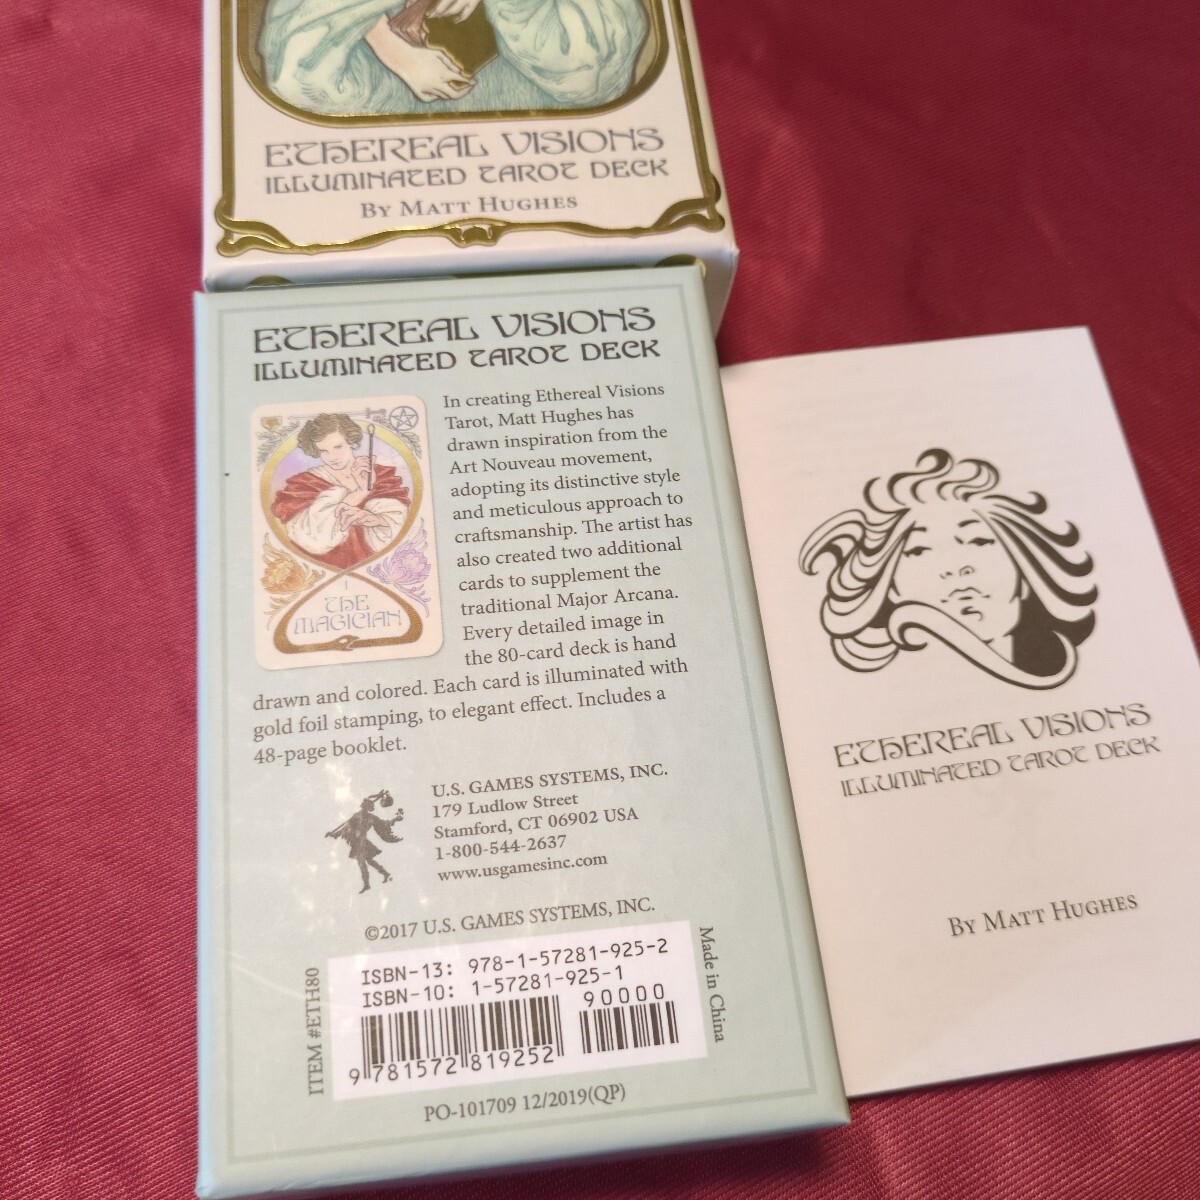 ETHEREAL VISIONS
ILLUMINATED TAROT DECK
BY MATT HUGHES
ETHEREAL VISIONS
ILLUMINATED TAROT DECK
In creating Ethereal Visions
Tarot, Matt Hughes has
drawn inspiration from the
Art Nouveau movement,
adopting its distinctive style
and meticulous approach to
craftsmanship. The artist has
also created two additional
cards to supplement the
traditional Major Arcana.
Every detailed image in
the 80-card deck is hand
drawn and colored. Each card is illuminated with
gold foil stamping, to elegant effect. Includes a
48-page booklet.
I
THE
MAGICIAN
U.S. GAMES SYSTEMS, INC.
179 Ludlow Street
Stamford, CT 06902 USA
1-800-544-2637
www.usgamesinc.com
©2017 U.S. GAMES SYSTEMS, INC.
ITEM #ETH80
ISBN-13: 978-1-57281-925-2
ISBN-10: 1-57281-925-1
90000
9 781572 819252
Made in China
PO-101709 12/2019(QP)
ETHEREAL VISIONS
ILLUMINATED TAROT DECK
BY MATT HUGHES